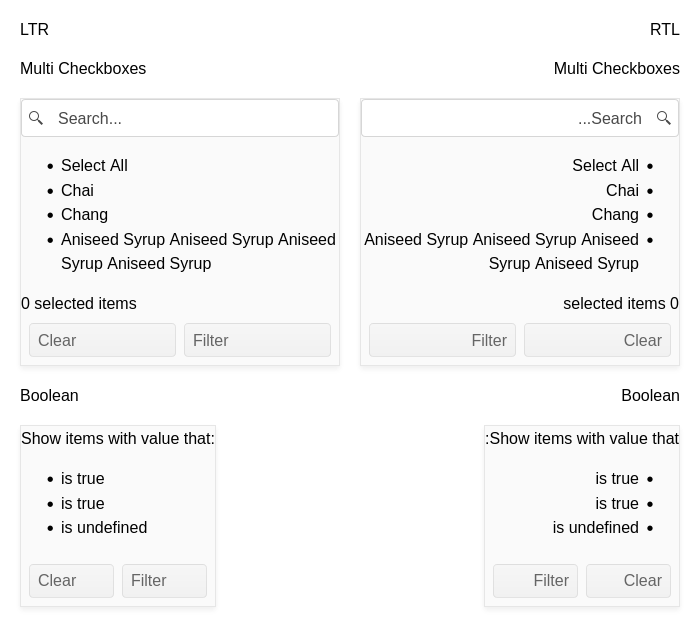 LTR
RTL
Multi Checkboxes
Multi Checkboxes
Search...
...Search
• Select All
• Chai
• Chang
• Aniseed Syrup Aniseed Syrup Aniseed
Syrup Aniseed Syrup
Select All •
Chai •
Chang •
Aniseed Syrup Aniseed Syrup Aniseed •
Syrup Aniseed Syrup
0 selected items
selected items 0
Clear
Filter
Filter
Clear
Boolean
Boolean
Show items with value that:
:Show items with value that
• is true
• is true
• is undefined
is true •
is true •
is undefined •
Clear
Filter
Filter
Clear